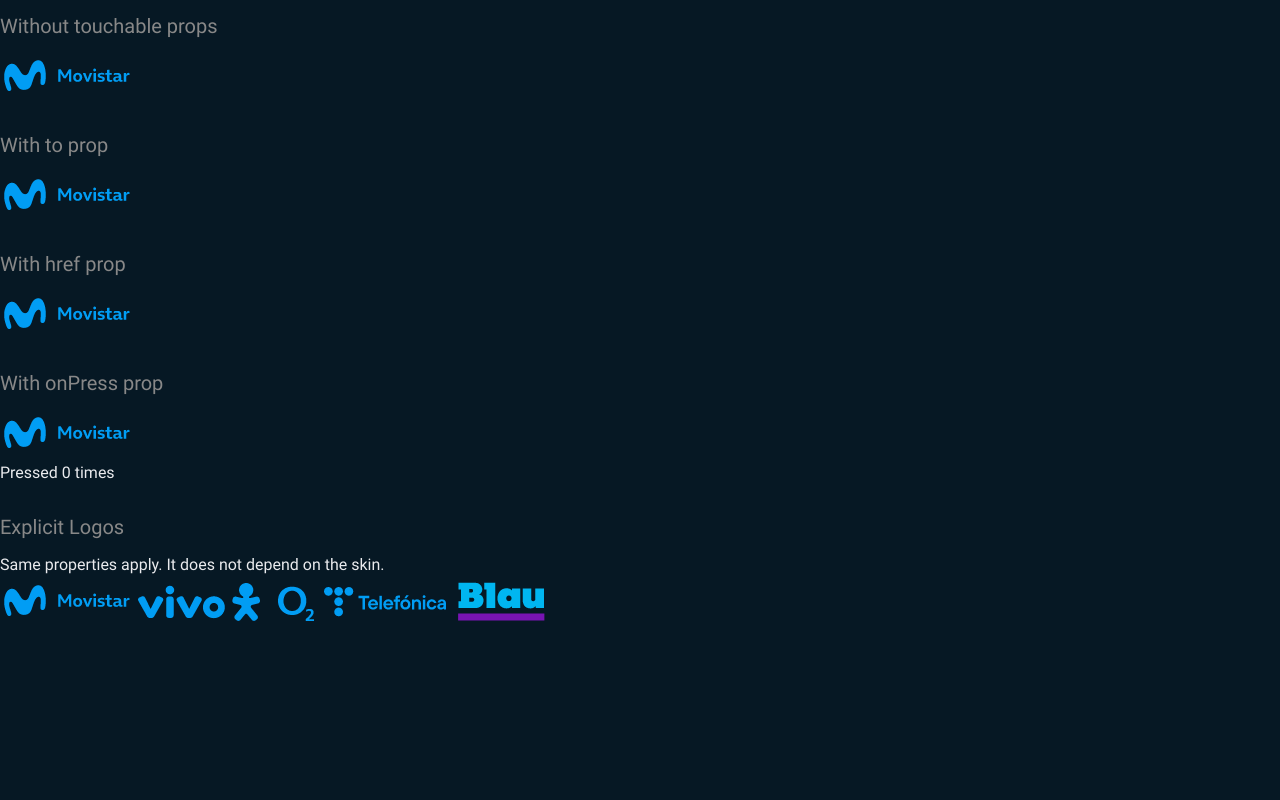 Without touchable props
Movistar
With to prop
Movistar
With href prop
Movistar
With onPress prop
Movistar
Pressed 0 times
Explicit Logos
Same properties apply. It does not depend on the skin.
Movistar vivo O2 Telefónica Blau